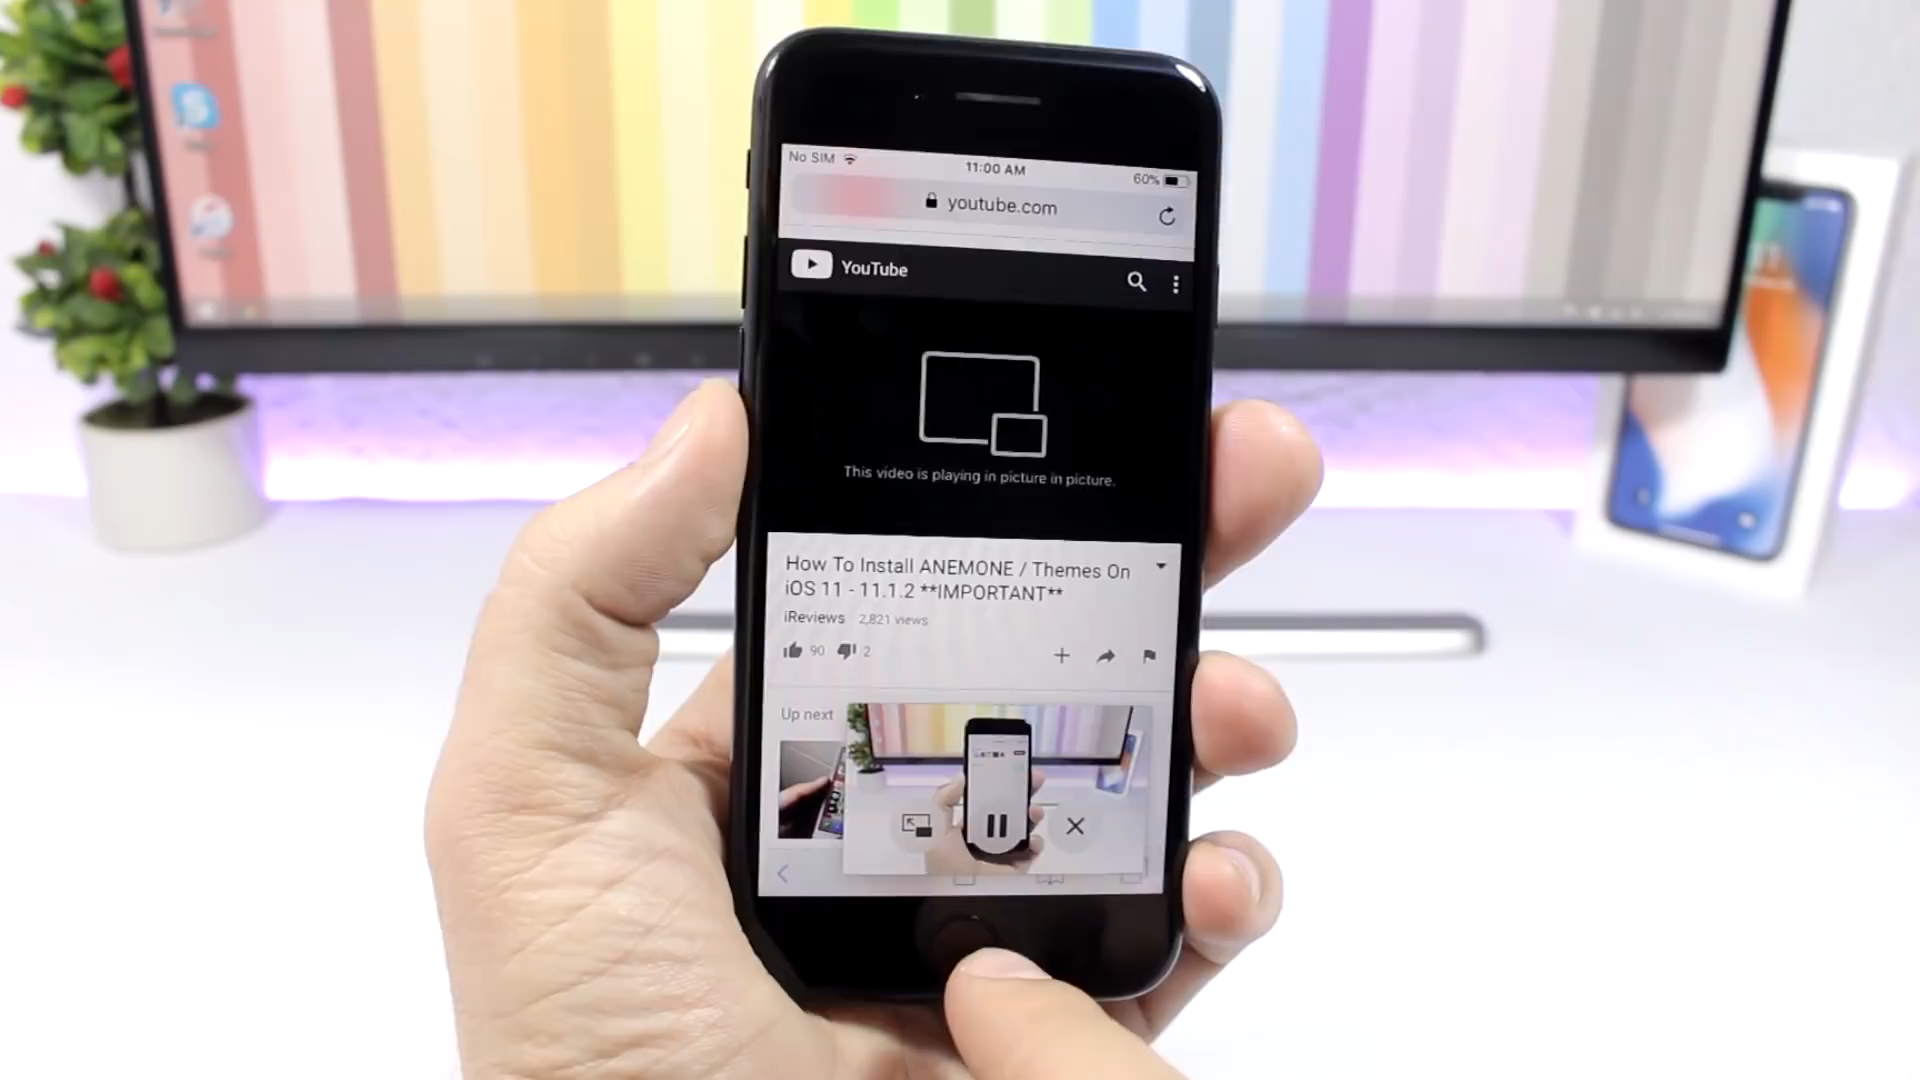 No SIM
11:00 AM
60%
youtube.com
YouTube
This video is playing in picture in picture.
How To Install ANEMONE / Themes On
iOS 11 - 11.1.2 **IMPORTANT**
iReviews 2,821 views
90 2
Up next